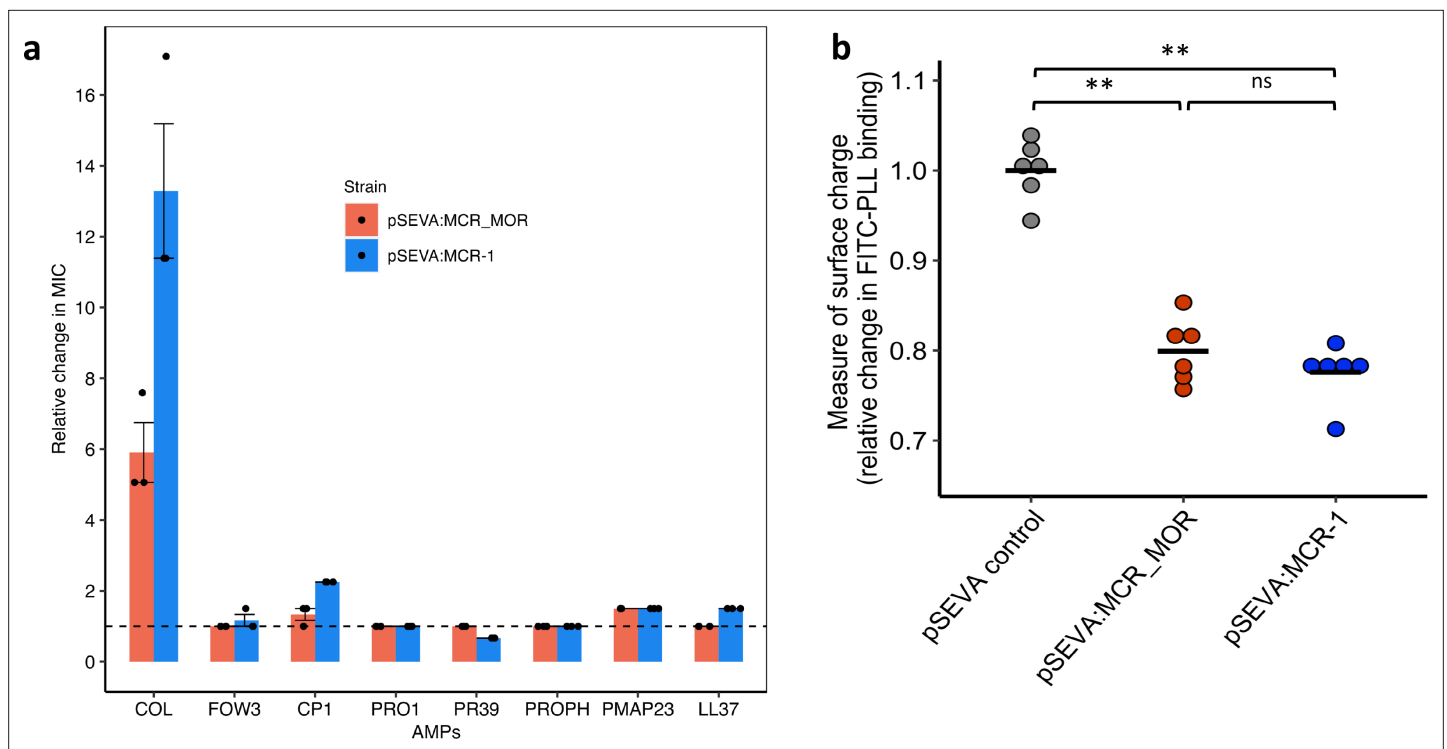 a
Relative change in MIC
16
14
12
10
8
6
4
2
0
Strain
pSEVA:MCR_MOR
pSEVA:MCR-1
COL FOW3 CP1 PRO1 PR39 PROPH PMAP23 LL37
AMPs
b
Measure of surface charge
(relative change in FITC-PLL binding)
1.1
1.0
0.9
0.8
0.7
**
** ns
pSEVA control
pSEVA:MCR_MOR
pSEVA:MCR-1